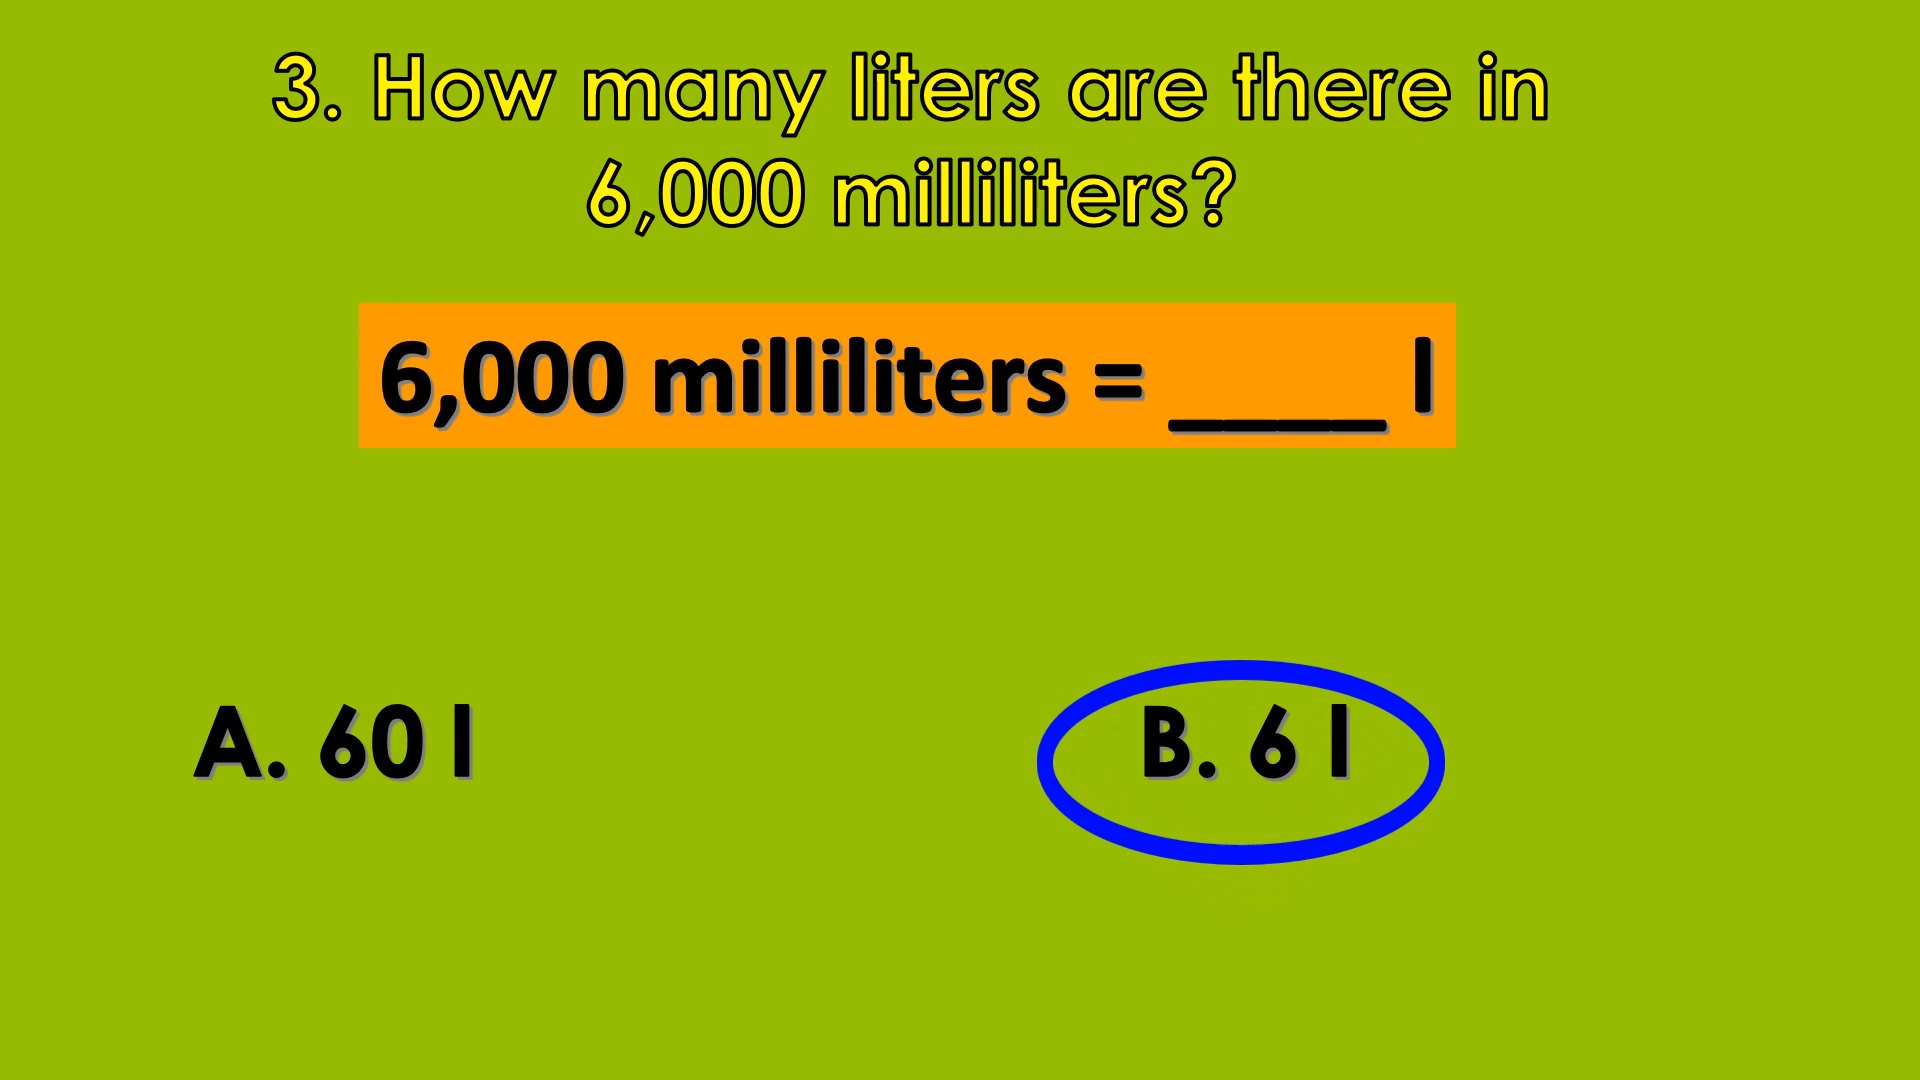 3. How many liters are there in
6,000 milliliters?
6,000 milliliters = ____ l
A. 60 l
B. 6 l